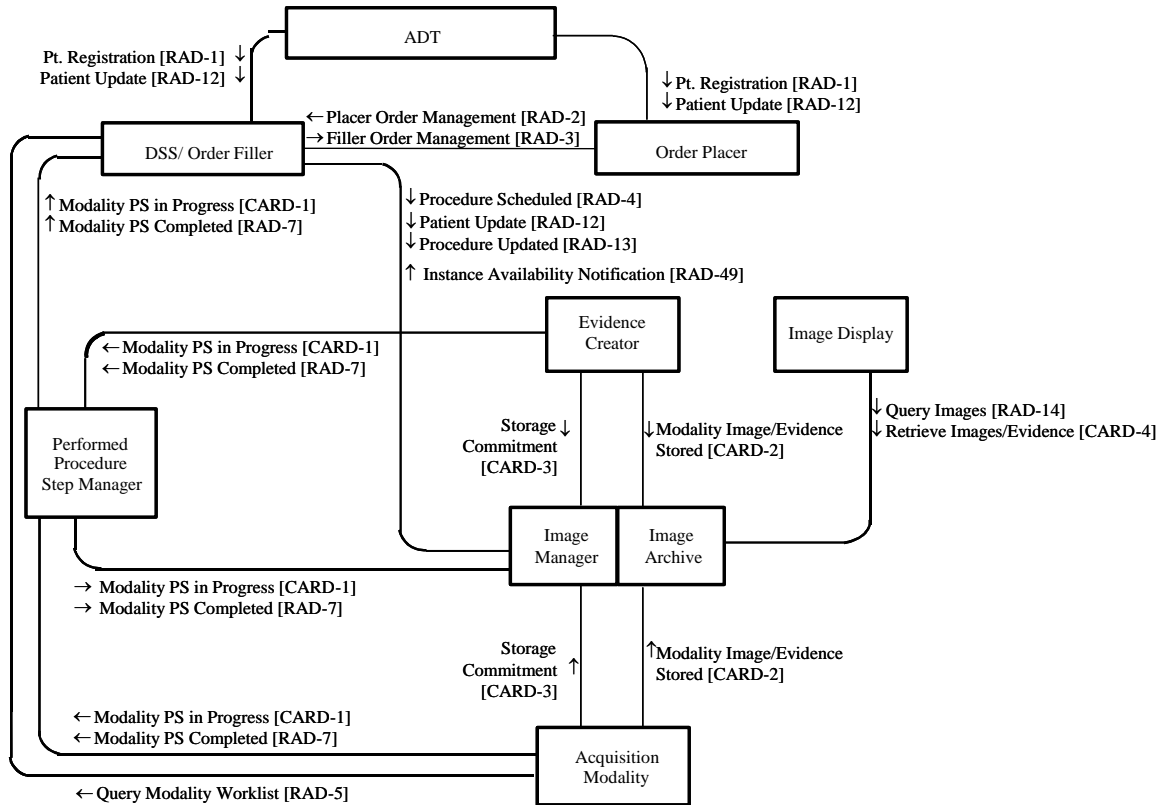 ADT
Pt. Registration [RAD-1] ↓
Patient Update [RAD-12] ↓
↓ Pt. Registration [RAD-1]
↓ Patient Update [RAD-12]
← Placer Order Management [RAD-2]
→ Filler Order Management [RAD-3]
DSS/ Order Filler
Order Placer
↑ Modality PS in Progress [CARD-1]
↑ Modality PS Completed [RAD-7]
↓ Procedure Scheduled [RAD-4]
↓ Patient Update [RAD-12]
↓ Procedure Updated [RAD-13]
↑ Instance Availability Notification [RAD-49]
Evidence
Creator
Image Display
← Modality PS in Progress [CARD-1]
← Modality PS Completed [RAD-7]
↓ Query Images [RAD-14]
↓ Retrieve Images/Evidence [CARD-4]
Storage
Commitment ↓
[CARD-3]
↓ Modality Image/Evidence
Stored [CARD-2]
Performed
Procedure
Step Manager
Image
Manager
Image
Archive
→ Modality PS in Progress [CARD-1]
→ Modality PS Completed [RAD-7]
Storage
Commitment ↑
[CARD-3]
↑ Modality Image/Evidence
Stored [CARD-2]
← Modality PS in Progress [CARD-1]
← Modality PS Completed [RAD-7]
Acquisition
Modality
← Query Modality Worklist [RAD-5]